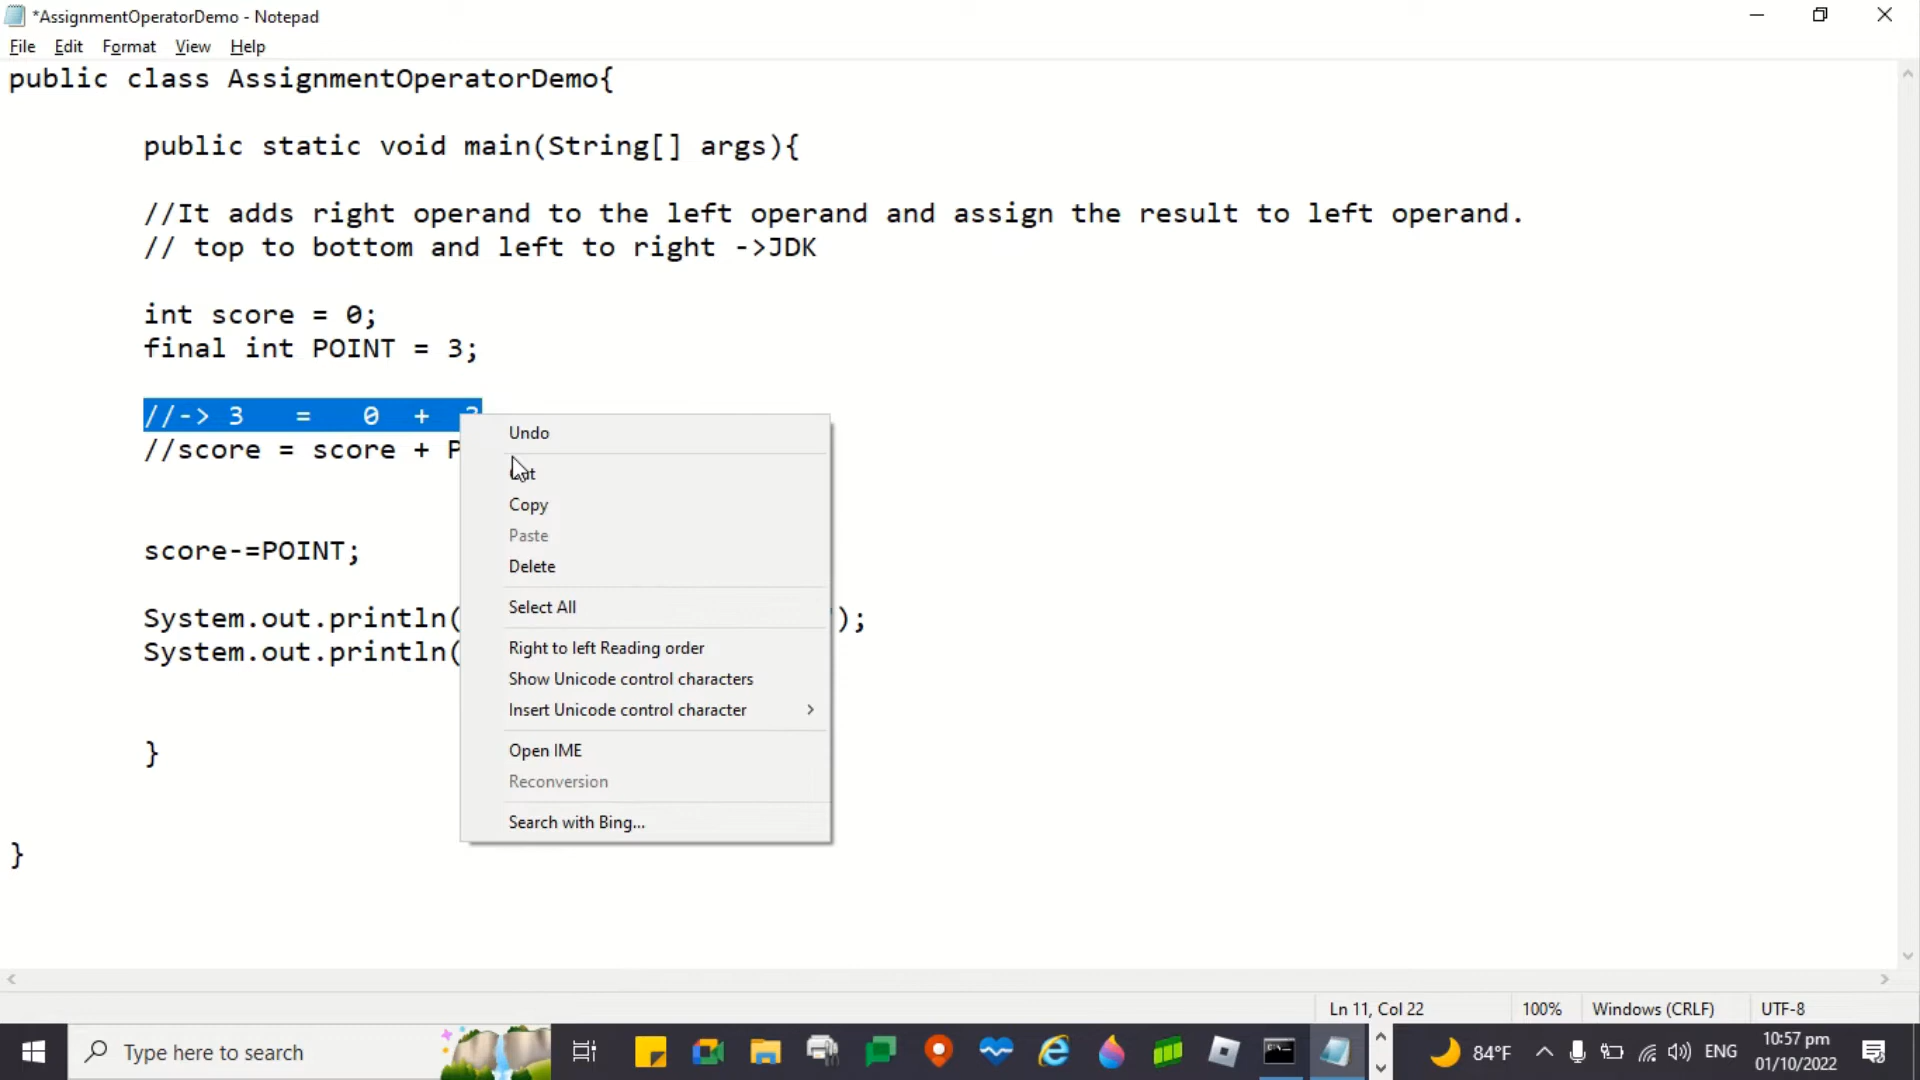 *AssignmentOperatorDemo - Notepad
File Edit Format View Help
public class AssignmentOperatorDemo{
public static void main(String[] args){
//It adds right operand to the left operand and assign the result to left operand.
// top to bottom and left to right ->JDK
int score = 0;
final int POINT = 3;
//-> 3 = 0 + 3
//score = score + P
score-=POINT;
System.out.println( );
System.out.println(
}
}
Undo
Cut
Copy
Paste
Delete
Select All
Right to left Reading order
Show Unicode control characters
Insert Unicode control character
Open IME
Reconversion
Search with Bing...
Ln 11, Col 22 100% Windows (CRLF) UTF-8
Type here to search
84°F ENG
10:57 pm
01/10/2022